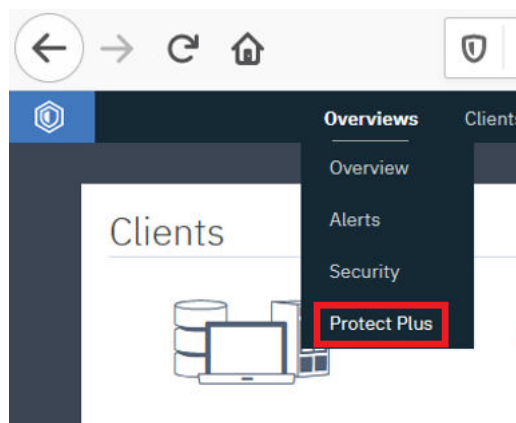 Overviews Clients
Overview
Alerts
Clients
Security
Protect Plus